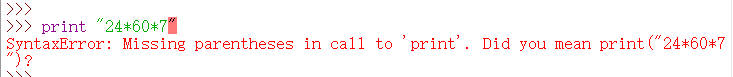 >>>
>>> print "24*60*7"
SyntaxError: Missing parentheses in call to 'print'. Did you mean print("24*60*7
")?
>>>